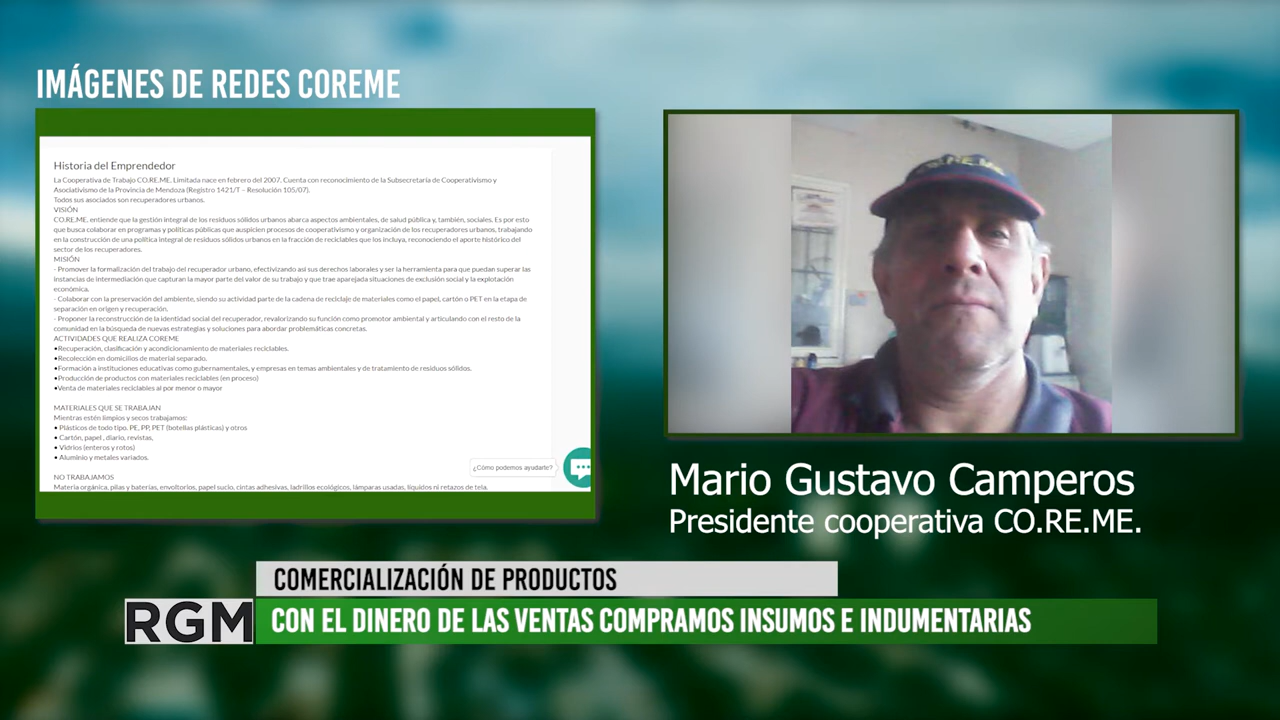 IMÁGENES DE REDES COREME
Historia del Emprendedor
La Cooperativa de Trabajo CO.RE.ME. Limitada nace en febrero del 2007. Cuenta con reconocimiento de la Subsecretaría de Cooperativismo y
Asociativismo de la Provincia de Mendoza (Registro 1421/T – Resolución 105/07).
Todos sus asociados son recuperadores urbanos.
VISIÓN
CO.RE.ME. entiende que la gestión integral de los residuos sólidos urbanos abarca aspectos ambientales, de salud pública y, también, sociales. Es por esto
que busca colaborar en programas y políticas públicas que auspicien procesos de cooperativismo y organización de los recuperadores urbanos, trabajando
en la construcción de una política integral de residuos sólidos urbanos en la fracción de reciclables que los incluya, reconociendo el aporte histórico del
sector de los recuperadores.
MISIÓN
- Promover la formalización del trabajo del recuperador urbano, efectivizando así sus derechos laborales y ser la herramienta para que puedan superar las
instancias de intermediación que capturan la mayor parte del valor de su trabajo y que trae aparejada situaciones de exclusión social y la explotación
económica.
- Colaborar con la preservación del ambiente, siendo su actividad parte de la cadena de reciclaje de materiales como el papel, cartón o PET en la etapa de
separación en origen y recuperación.
- Proponer la reconstrucción de la identidad social del recuperador, revalorizando su función como promotor ambiental y articulando con el resto de la
comunidad en la búsqueda de nuevas estrategias y soluciones para abordar problemáticas concretas.
ACTIVIDADES QUE REALIZA COREME
•Recuperación, clasificación y acondicionamiento de materiales reciclables.
•Recolección en domicilios de material separado.
•Formación a instituciones educativas como gubernamentales, y empresas en temas ambientales y de tratamiento de residuos sólidos.
•Producción de productos con materiales reciclables (en proceso)
•Venta de materiales reciclables al por menor o mayor
MATERIALES QUE SE TRABAJAN
Mientras estén limpios y secos trabajamos:
• Plásticos de todo tipo. PE, PP, PET (botellas plásticas) y otros
• Cartón, papel , diario, revistas,
• Vidrios (enteros y rotos)
• Aluminio y metales variados.
¿Cómo podemos ayudarle?
NO TRABAJAMOS
Materia orgánica, pilas y baterías, envoltorios, papel sucio, cintas adhesivas, ladrillos ecológicos, lámparas usadas, líquidos ni retazos de tela.
Mario Gustavo Camperos
Presidente cooperativa CO.RE.ME.
COMERCIALIZACIÓN DE PRODUCTOS
RGM
CON EL DINERO DE LAS VENTAS COMPRAMOS INSUMOS E INDUMENTARIAS